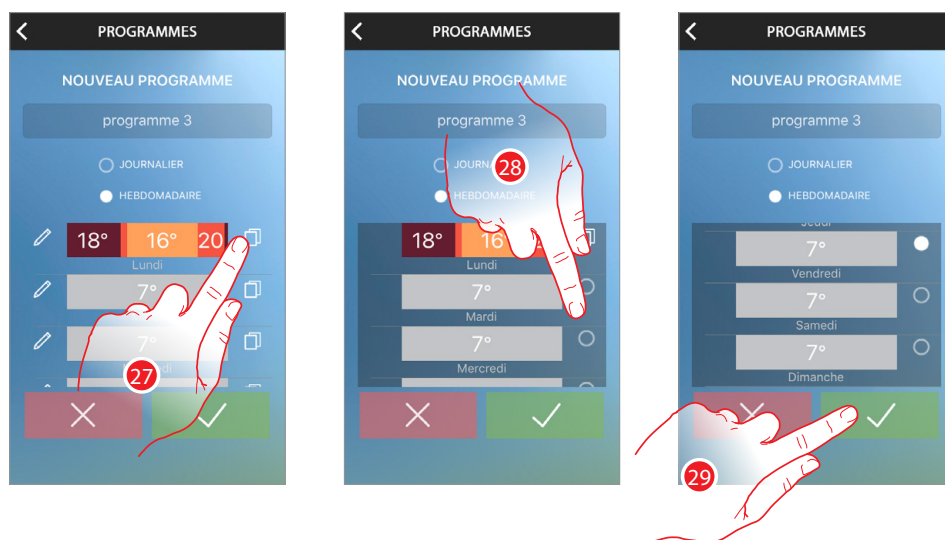 PROGRAMMES
NOUVEAU PROGRAMME
programme 3
JOURNALIER
HEBDOMADAIRE
18° 16° 20
Lundi
7°
7°
27
PROGRAMMES
NOUVEAU PROGRAMME
programme 3
JOURN
28
HEBDOMADAIRE
18° 16
Lundi
7°
Mardi
7°
Mercredi
PROGRAMMES
NOUVEAU PROGRAMME
programme 3
JOURNALIER
HEBDOMADAIRE
Jeudi
7°
Vendredi
7°
Samedi
7°
Dimanche
29